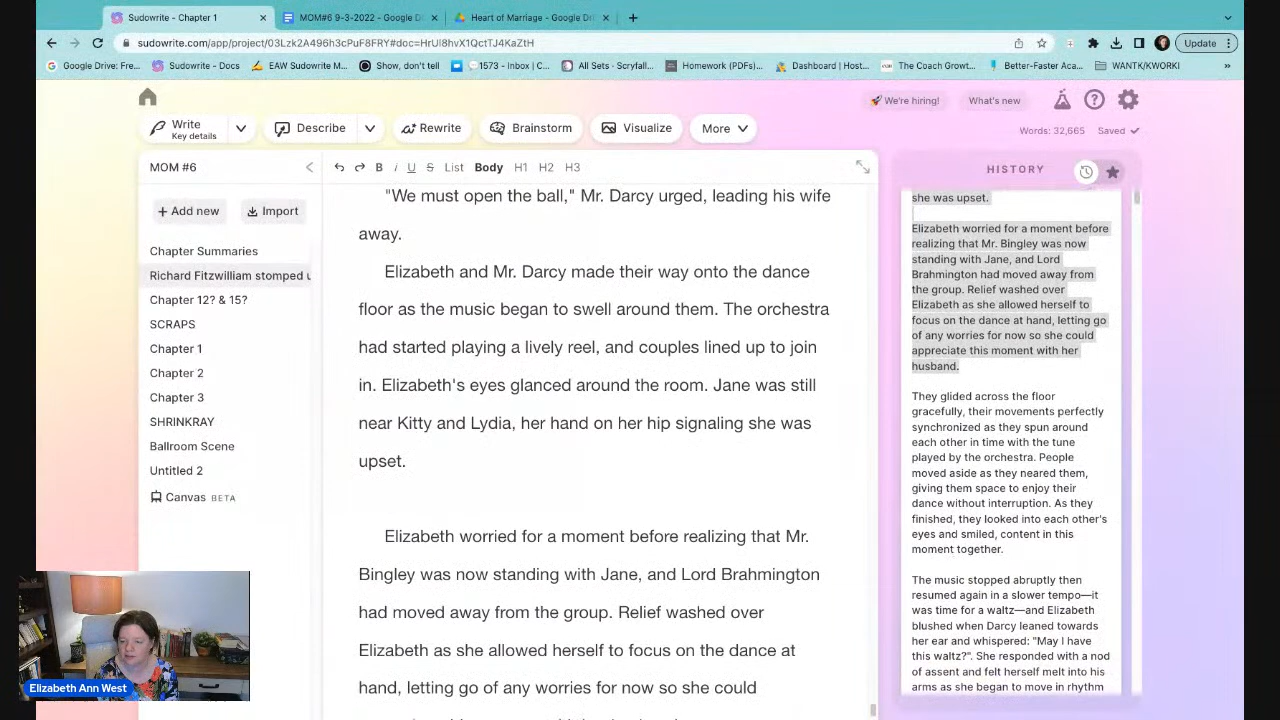 Sudowrite - Chapter 1
MOM#6 9-3-2022 - Google D
Heart of Marriage - Google Dri
sudowrite.com/app/project/03Lzk2A496h3cPuF8FRY#doc=HrUl8hvX1QctTJ4KaZtH
Update
Google Drive: Fre...
Sudowrite - Docs
EAW Sudowrite M...
Show, don't tell
1573 - Inbox | C...
All Sets · Scryfall...
Homework (PDFs)...
Dashboard | Host...
The Coach Growt...
Better-Faster Aca...
WANTK/KWORKI
»
We're hiring!
What's new
Write
Key details
Describe
Rewrite
Brainstorm
Visualize
More
Words: 32,665
Saved
MOM #6
B i U S List Body H1 H2 H3
HISTORY
+ Add new
Import
Chapter Summaries
Richard Fitzwilliam stomped u
Chapter 12? & 15?
SCRAPS
Chapter 1
Chapter 2
Chapter 3
SHRINKRAY
Ballroom Scene
Untitled 2
Canvas BETA
"We must open the ball," Mr. Darcy urged, leading his wife
away.
Elizabeth and Mr. Darcy made their way onto the dance
floor as the music began to swell around them. The orchestra
had started playing a lively reel, and couples lined up to join
in. Elizabeth's eyes glanced around the room. Jane was still
near Kitty and Lydia, her hand on her hip signaling she was
upset.
Elizabeth worried for a moment before realizing that Mr.
Bingley was now standing with Jane, and Lord Brahmington
had moved away from the group. Relief washed over
Elizabeth as she allowed herself to focus on the dance at
hand, letting go of any worries for now so she could
she was upset.
Elizabeth worried for a moment before
realizing that Mr. Bingley was now
standing with Jane, and Lord
Brahmington had moved away from
the group. Relief washed over
Elizabeth as she allowed herself to
focus on the dance at hand, letting go
of any worries for now so she could
appreciate this moment with her
husband.
They glided across the floor
gracefully, their movements perfectly
synchronized as they spun around
each other in time with the tune
played by the orchestra. People
moved aside as they neared them,
giving them space to enjoy their
dance without interruption. As they
finished, they looked into each other's
eyes and smiled, content in this
moment together.
The music stopped abruptly then
resumed again in a slower tempo—it
was time for a waltz—and Elizabeth
blushed when Darcy leaned towards
her ear and whispered: "May I have
this waltz?". She responded with a nod
of assent and felt herself melt into his
arms as she began to move in rhythm
Elizabeth Ann West